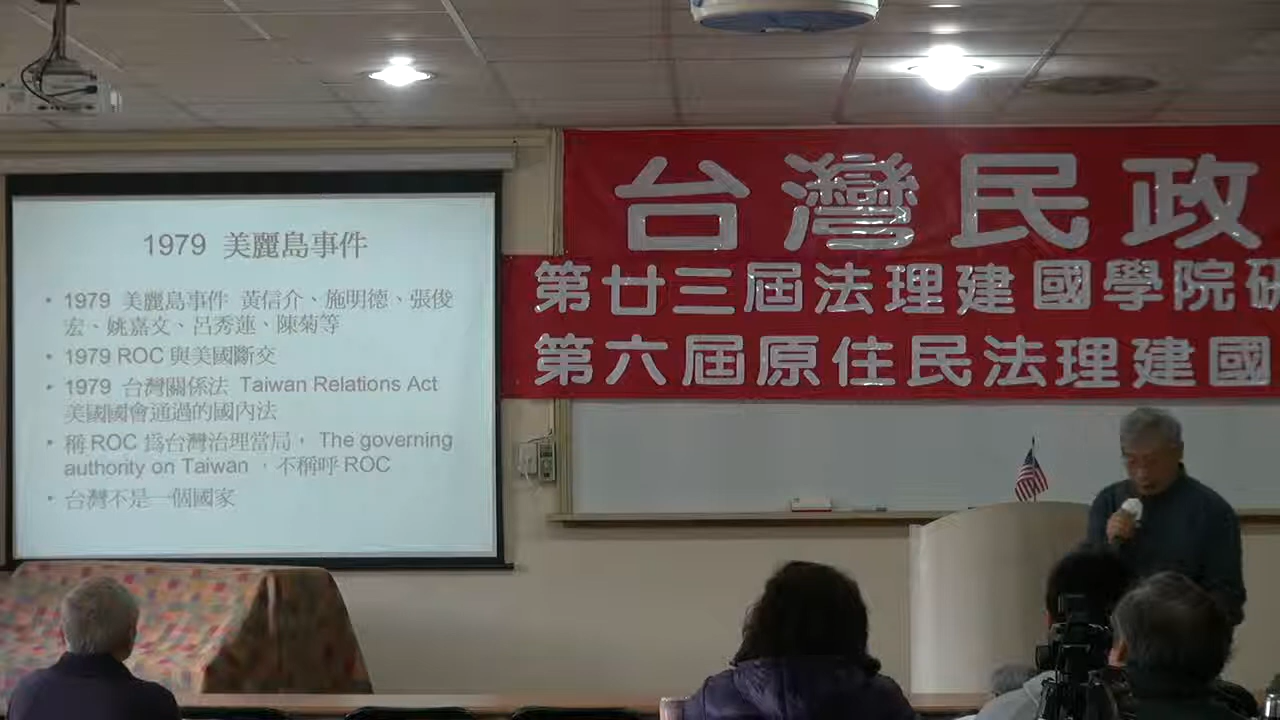 1979 美麗島事件
• 1979 美麗島事件 黃信介、施明德、張俊
宏、姚嘉文、呂秀蓮、陳菊等
• 1979 ROC 與美國斷交
• 1979 台灣關係法 Taiwan Relations Act
美國國會通過的國內法
• 稱 ROC 爲台灣治理當局， The governing
authority on Taiwan ，不稱呼 ROC
• 台灣不是一個國家
台灣民政
第廿三屆法理建國學院研
第六屆原住民法理建國